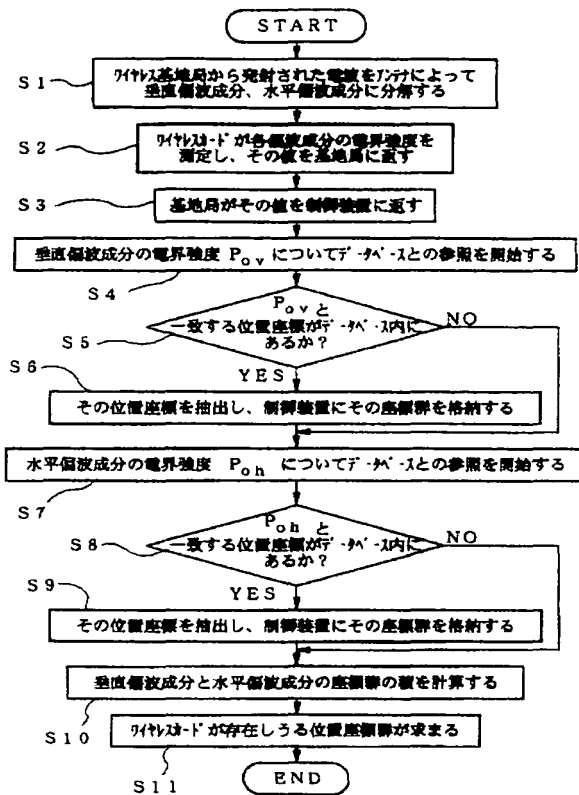 START
S1
ワイヤレス基地局から発射された電波をアンテナによって
垂直偏波成分、水平偏波成分に分解する
S2
ワイヤレスカードが各偏波成分の電界強度を
測定し、その値を基地局に返す
S3
基地局がその値を制御装置に返す
垂直偏波成分の電界強度 Pov についてデータベースとの参照を開始する
S4
Pov と
一致する位置座標がデータベース内に
あるか?
NO
S5
YES
S6
その位置座標を抽出し、制御装置にその座標群を格納する
水平偏波成分の電界強度 Poh についてデータベースとの参照を開始する
S7
Poh と
一致する位置座標がデータベース内に
あるか?
NO
S8
YES
S9
その位置座標を抽出し、制御装置にその座標群を格納する
垂直偏波成分と水平偏波成分の座標群の積を計算する
S10
ワイヤレスカードが存在しうる位置座標群が求まる
S11
END